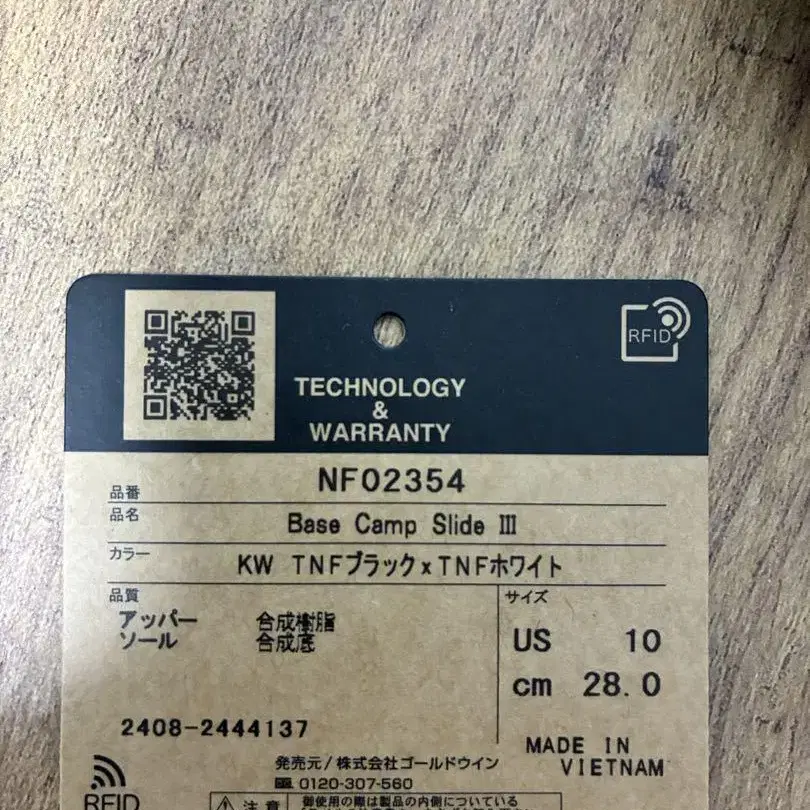 RFID
TECHNOLOGY
&
WARRANTY
品番 NF02354
品名 Base Camp Slide Ⅲ
カラー KW TNFブラックxTNFホワイト
品質 サイズ
アッパー 合成樹脂
ソール 合成底
US 10
cm 28.0
2408-2444137
MADE IN
VIETNAM
発売元/株式会社ゴールドウイン
0120-307-560
RFID
注意 御使用の際は製品の内側についている